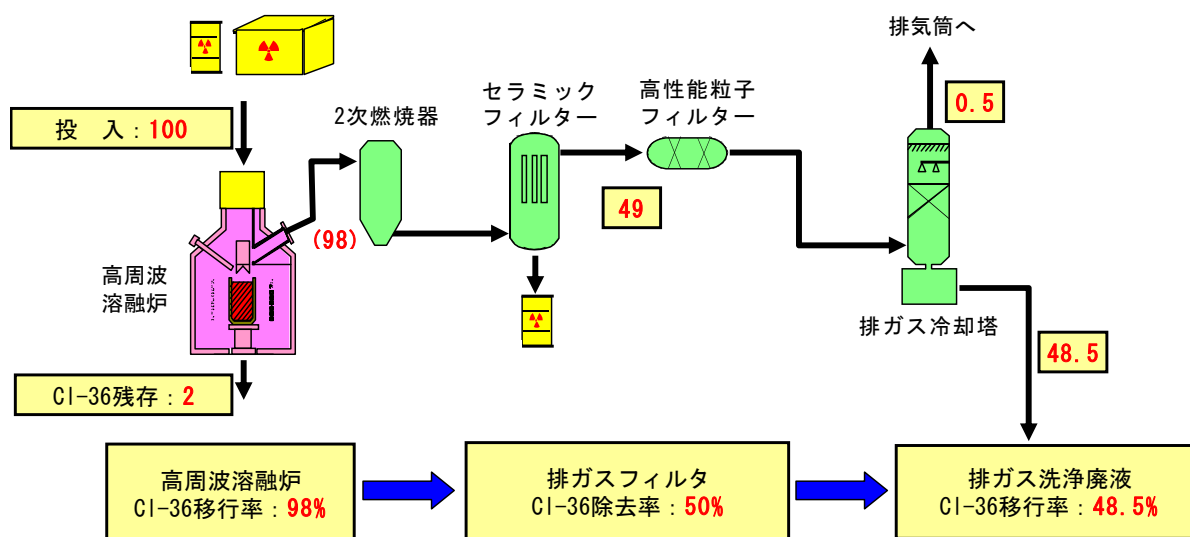 排気筒へ
0.5
セラミック
フィルター
高性能粒子
フィルター
2次燃焼器
投　入：100
(98)
49
高周波
溶融炉
排ガス冷却塔
48.5
Cl-36残存：2
高周波溶融炉
Cl-36移行率：98%
排ガスフィルタ
Cl-36除去率：50%
排ガス洗浄廃液
Cl-36移行率：48.5%